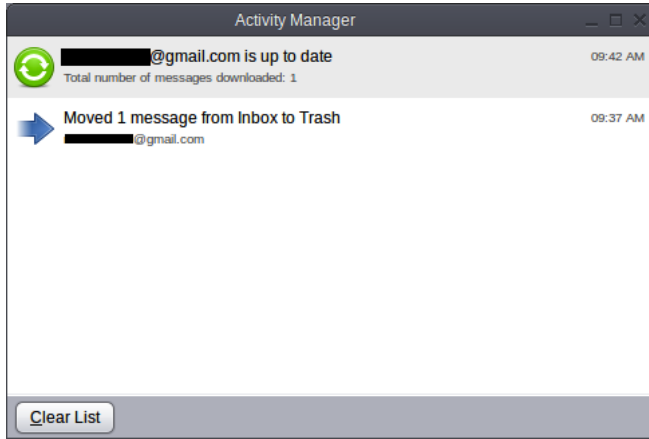 Activity Manager
@gmail.com is up to date
09:42 AM
Total number of messages downloaded: 1
Moved 1 message from Inbox to Trash
09:37 AM
@gmail.com
Clear List